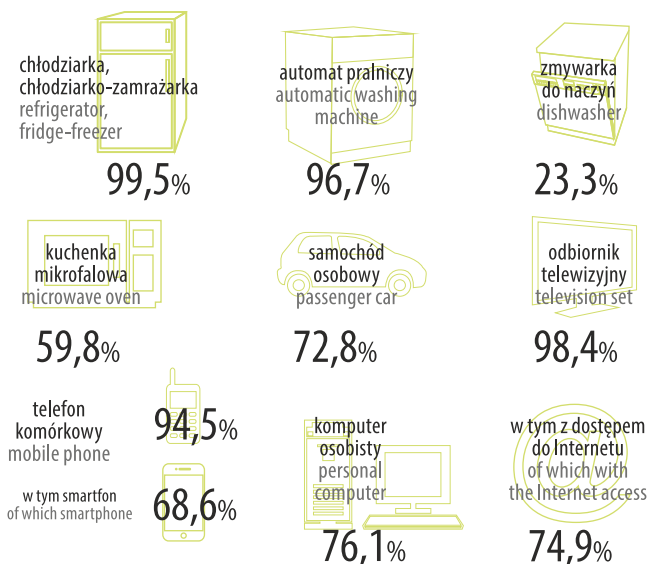 chłodziarka,
chłodziarko-zamrażarka
refrigerator,
fridge-freezer
99,5%
automat pralniczy
automatic washing
machine
96,7%
zmywarka
do naczyń
dishwasher
23,3%
kuchenka
mikrofalowa
microwave oven
59,8%
samochód
osobowy
passenger car
72,8%
odbiornik
telewizyjny
television set
98,4%
telefon
komórkowy
mobile phone
94,5%
w tym smartfon
of which smartphone
68,6%
komputer
osobisty
personal
computer
76,1%
w tym z dostępem
do Internetu
of which with
the Internet access
74,9%